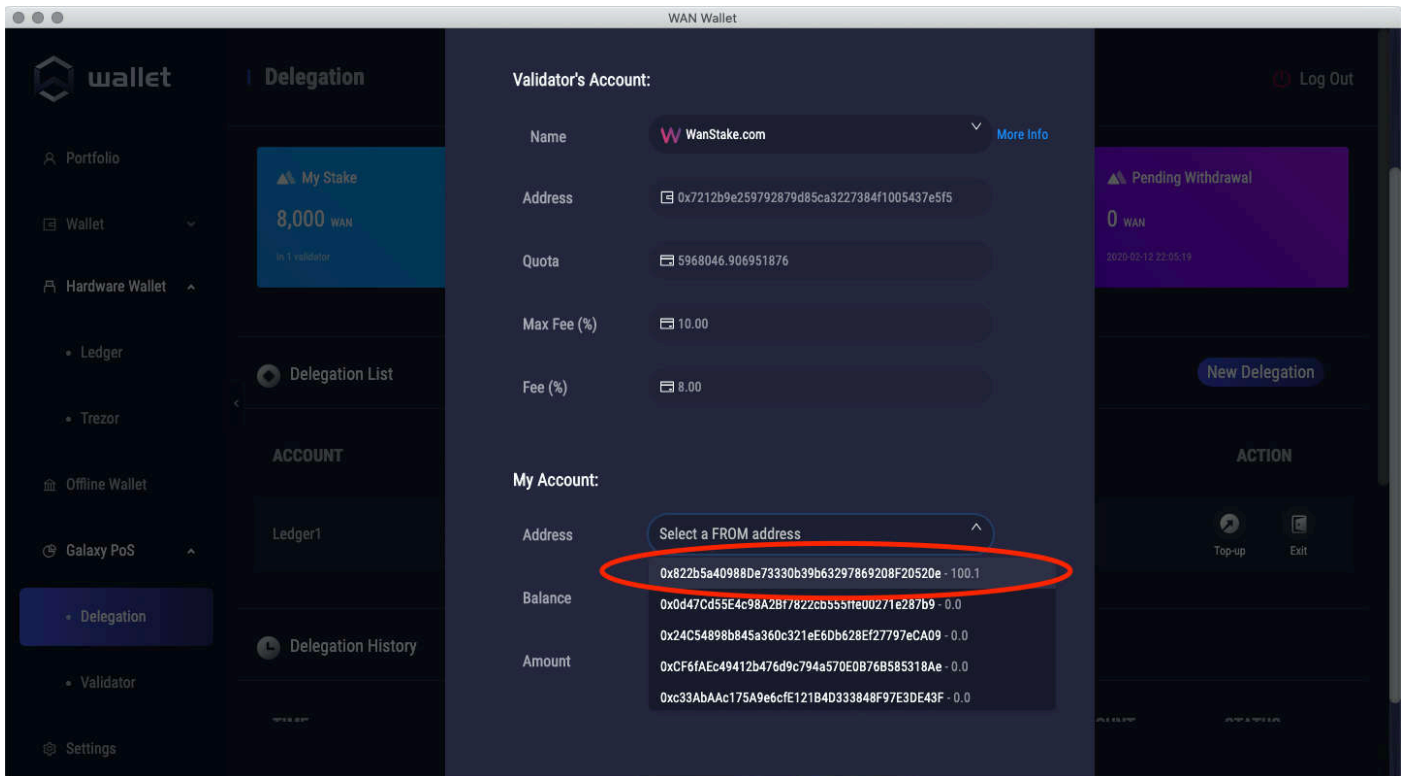 WAN Wallet
wallet
Delegation
Log Out
Portfolio
Wallet
Hardware Wallet
Ledger
Trezor
Offline Wallet
Galaxy PoS
Delegation
Validator
Settings
My Stake
8,000 WAN
in 1 validator
Pending Withdrawal
0 WAN
2020-02-12 22:05:19
Delegation List
New Delegation
ACCOUNT
ACTION
Ledger1
Top-up
Exit
Delegation History
Validator's Account:
Name
WanStake.com
More Info
Address
0x7212b9e259792879d85ca3227384f1005437e5f5
Quota
5968046.906951876
Max Fee (%)
10.00
Fee (%)
8.00
My Account:
Address
Select a FROM address
0x822b5a40988De73330b39b63297869208F20520e - 100.1
Balance
0x0d47Cd55E4c98A2Bf7822cb555ffe00271e287b9 - 0.0
0x24C54898b845a360c321eE6Db628Ef27797eCA09 - 0.0
Amount
0xCF6fAEc49412b476d9c794a570E0B76B585318Ae - 0.0
0xc33AbAAc175A9e6cfE121B4D333848F97E3DE43F - 0.0